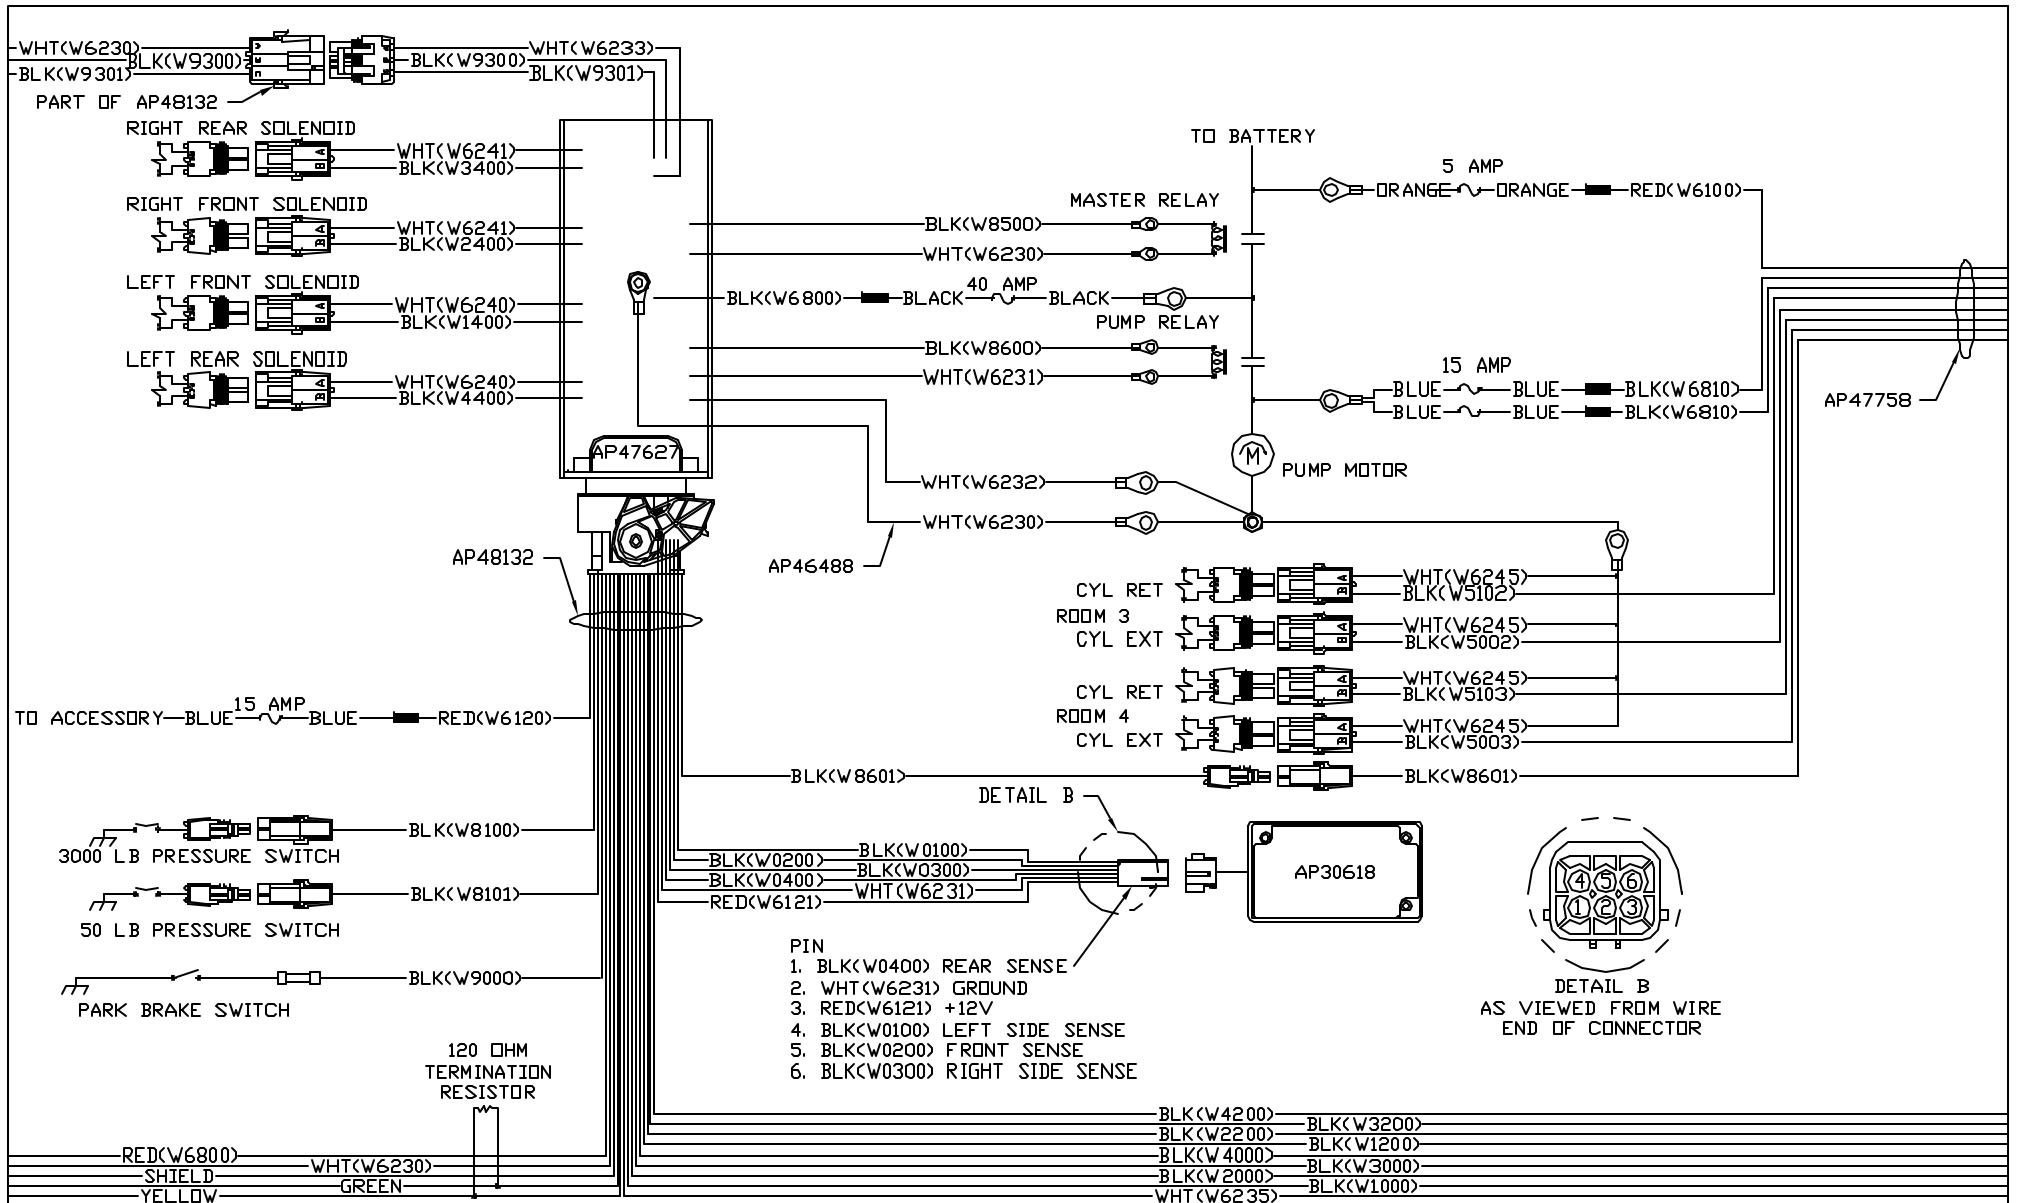 WHT(W6230)
BLK(W9300)
BLK(W9301)
WHT(W6233)
BLK(W9300)
BLK(W9301)
PART OF AP48132
RIGHT REAR SOLENOID
A
B
WHT(W6241)
BLK(W3400)
RIGHT FRONT SOLENOID
A
B
WHT(W6241)
BLK(W2400)
LEFT FRONT SOLENOID
A
B
WHT(W6240)
BLK(W1400)
LEFT REAR SOLENOID
A
B
WHT(W6240)
BLK(W4400)
AP47627
TO BATTERY
5 AMP
ORANGE
ORANGE
RED(W6100)
MASTER RELAY
BLK(W8500)
WHT(W6230)
40 AMP
BLK(W6800)
BLACK
BLACK
PUMP RELAY
BLK(W8600)
WHT(W6231)
15 AMP
BLUE
BLUE
BLK(W6810)
BLUE
BLUE
BLK(W6810)
AP47758
M
PUMP MOTOR
WHT(W6232)
WHT(W6230)
AP46488
AP48132
CYL RET
A
B
WHT(W6245)
BLK(W5102)
ROOM 3
CYL EXT
A
B
WHT(W6245)
BLK(W5002)
CYL RET
A
B
WHT(W6245)
BLK(W5103)
ROOM 4
CYL EXT
A
B
WHT(W6245)
BLK(W5003)
BLK(W8601)
BLK(W8601)
TO ACCESSORY
BLUE
15 AMP
BLUE
RED(W6120)
BLK(W8100)
3000 LB PRESSURE SWITCH
BLK(W8101)
50 LB PRESSURE SWITCH
BLK(W9000)
PARK BRAKE SWITCH
DETAIL B
BLK(W0100)
BLK(W0200)
BLK(W0300)
BLK(W0400)
WHT(W6231)
RED(W6121)
AP30618
4 5 6
1 2 3
DETAIL B
AS VIEWED FROM WIRE
END OF CONNECTOR
PIN
1. BLK(W0400) REAR SENSE
2. WHT(W6231) GROUND
3. RED(W6121) +12V
4. BLK(W0100) LEFT SIDE SENSE
5. BLK(W0200) FRONT SENSE
6. BLK(W0300) RIGHT SIDE SENSE
120 OHM
TERMINATION
RESISTOR
RED(W6800)
WHT(W6230)
SHIELD
GREEN
YELLOW
BLK(W4200)
BLK(W3200)
BLK(W2200)
BLK(W1200)
BLK(W4000)
BLK(W3000)
BLK(W2000)
BLK(W1000)
WHT(W6235)